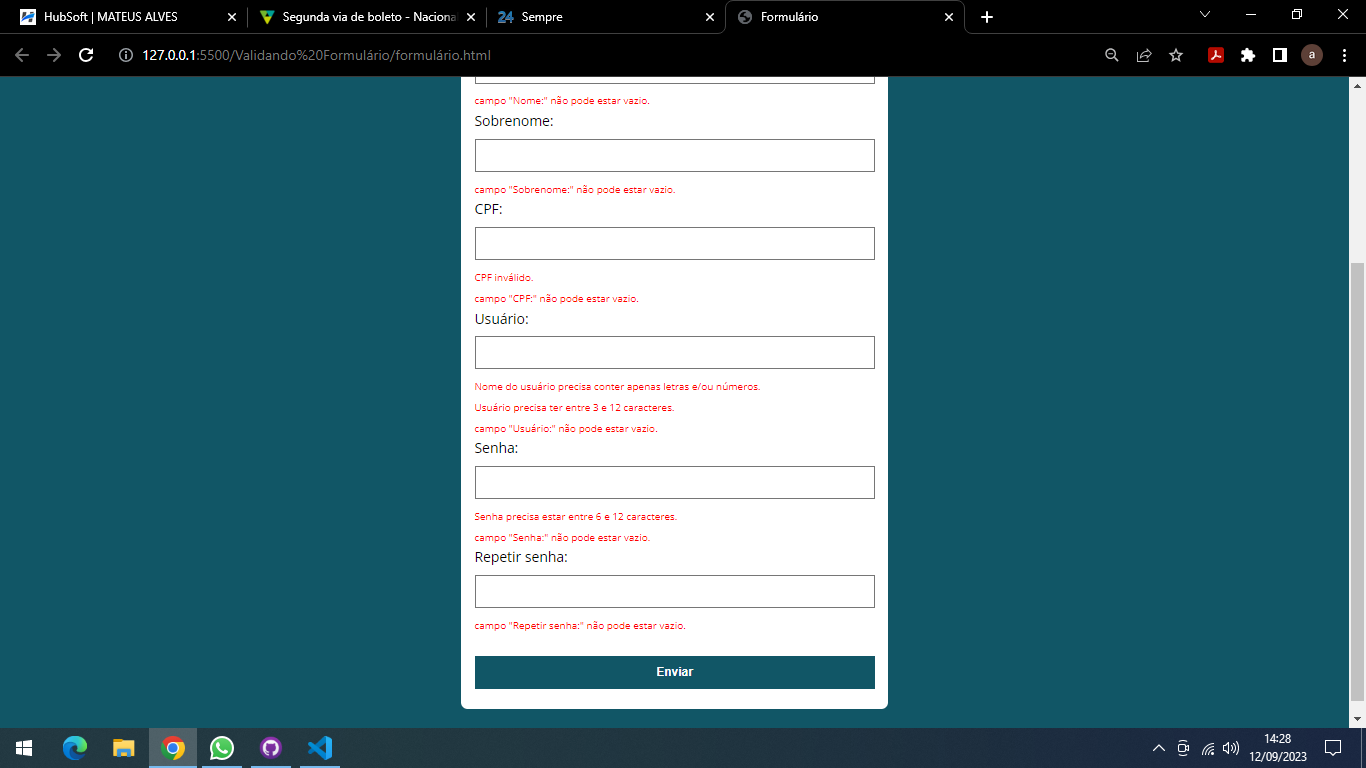 HubSoft | MATEUS ALVES
Segunda via de boleto - Naciona
24 Sempre
Formulário
127.0.0.1:5500/Validando%20Formulário/formulário.html
a
campo "Nome:" não pode estar vazio.
Sobrenome:
campo "Sobrenome:" não pode estar vazio.
CPF:
CPF inválido.
campo "CPF:" não pode estar vazio.
Usuário:
Nome do usuário precisa conter apenas letras e/ou números.
Usuário precisa ter entre 3 e 12 caracteres.
campo "Usuário:" não pode estar vazio.
Senha:
Senha precisa estar entre 6 e 12 caracteres.
campo "Senha:" não pode estar vazio.
Repetir senha:
campo "Repetir senha:" não pode estar vazio.
Enviar
14:28
12/09/2023